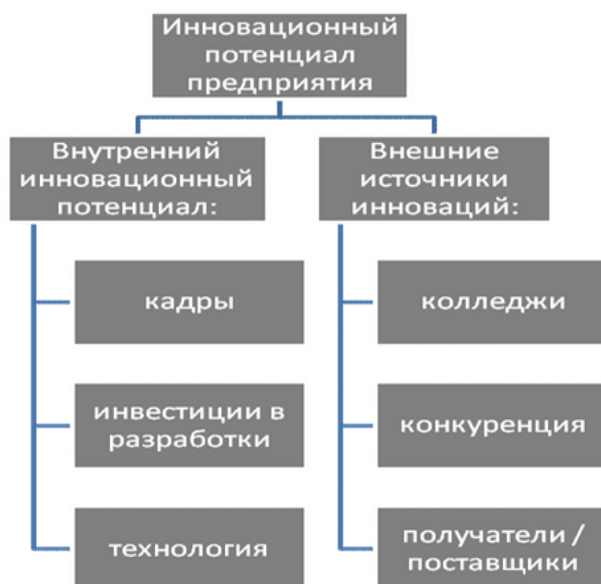 Инновационный
потенциал
предприятия
Внутренний
инновационный
потенциал:
Внешние
источники
инноваций:
кадры
колледжи
инвестиции в
разработки
конкуренция
технология
получатели /
поставщики